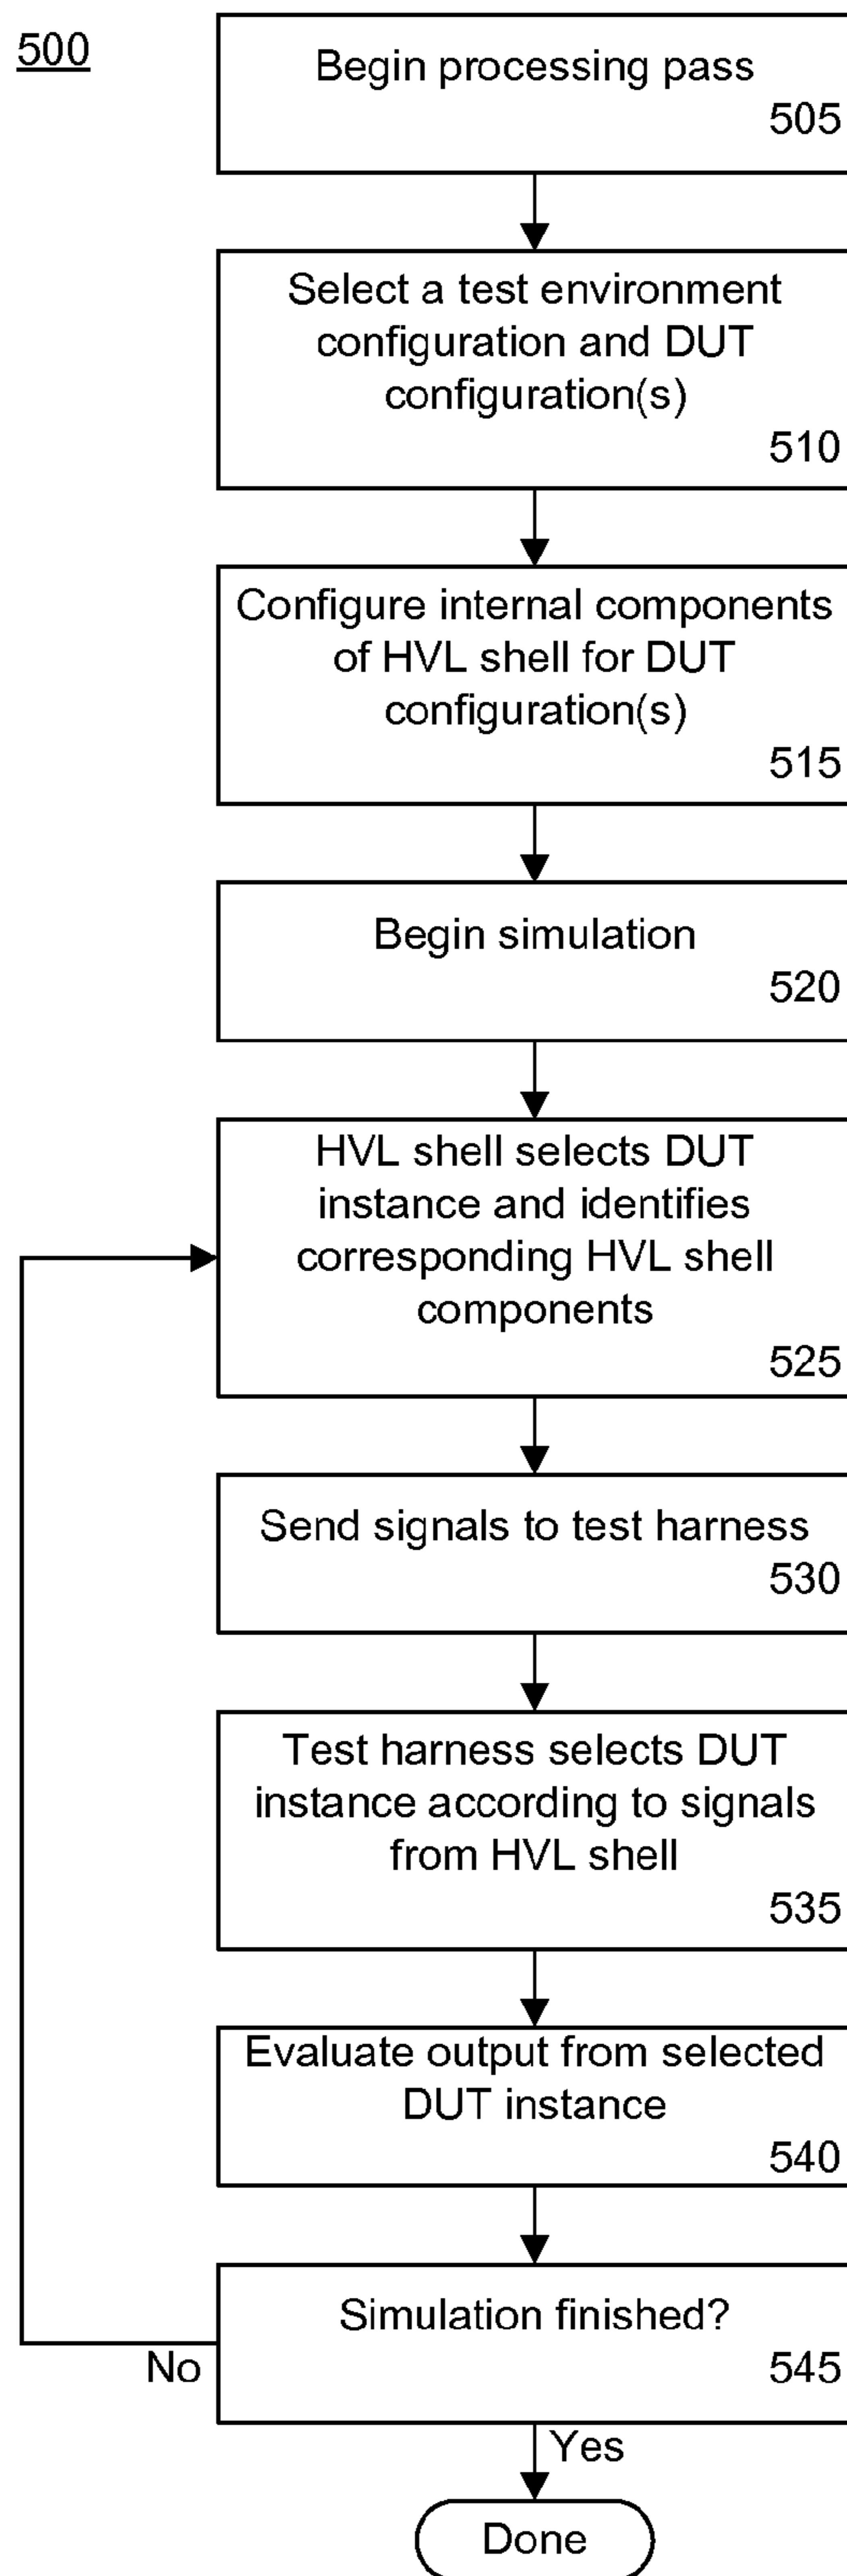 500
Begin processing pass
505
Select a test environment
configuration and DUT
configuration(s)
510
Configure internal components
of HVL shell for DUT
configuration(s)
515
Begin simulation
520
HVL shell selects DUT
instance and identifies
corresponding HVL shell
components
525
Send signals to test harness
530
Test harness selects DUT
instance according to signals
from HVL shell
535
Evaluate output from selected
DUT instance
540
Simulation finished?
545
No
Yes
Done